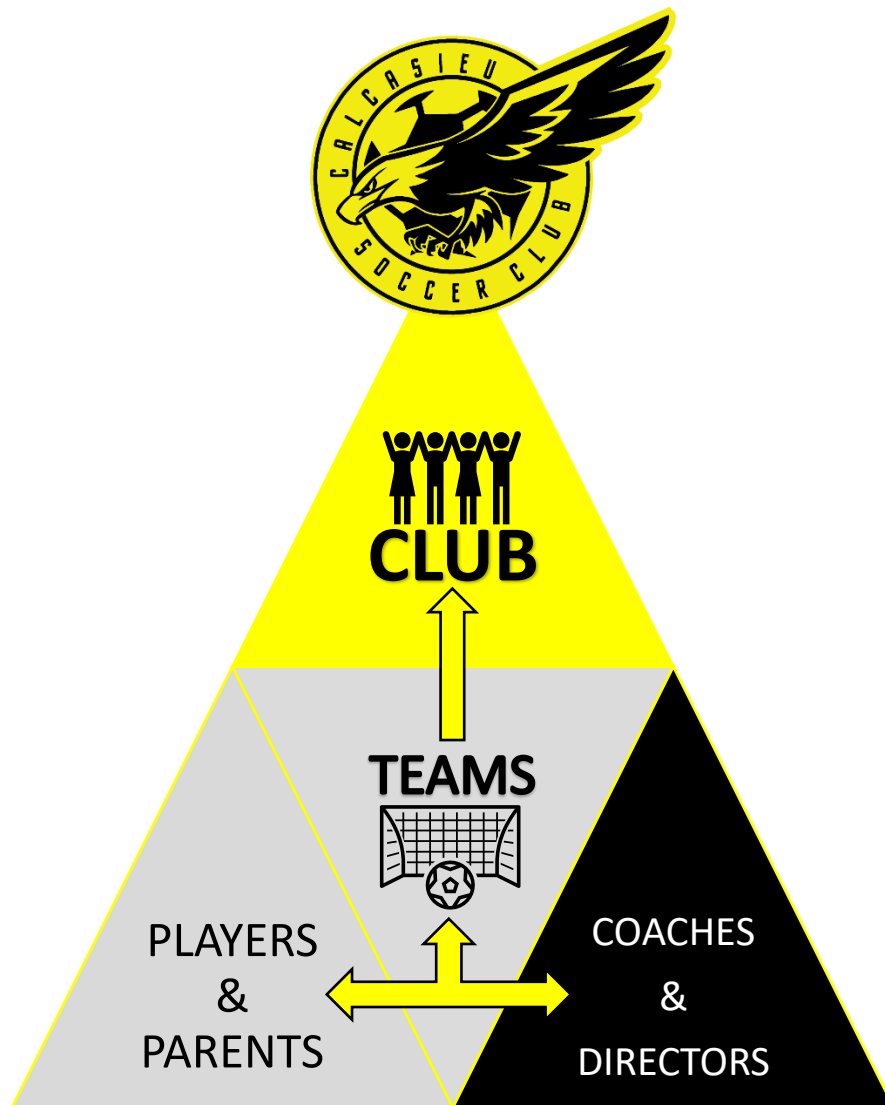 CALCASIEU
SOCCER CLUB
CLUB
TEAMS
PLAYERS
&
PARENTS
COACHES
&
DIRECTORS